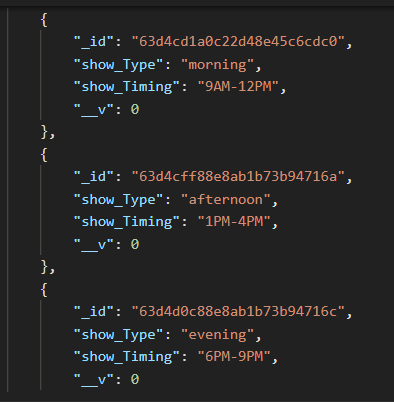 {
"_id": "63d4cd1a0c22d48e45c6cdc0",
"show_Type": "morning",
"show_Timing": "9AM-12PM",
"__v": 0
},
{
"_id": "63d4cff88e8ab1b73b94716a",
"show_Type": "afternoon",
"show_Timing": "1PM-4PM",
"__v": 0
},
{
"_id": "63d4d0c88e8ab1b73b94716c",
"show_Type": "evening",
"show_Timing": "6PM-9PM",
"__v": 0